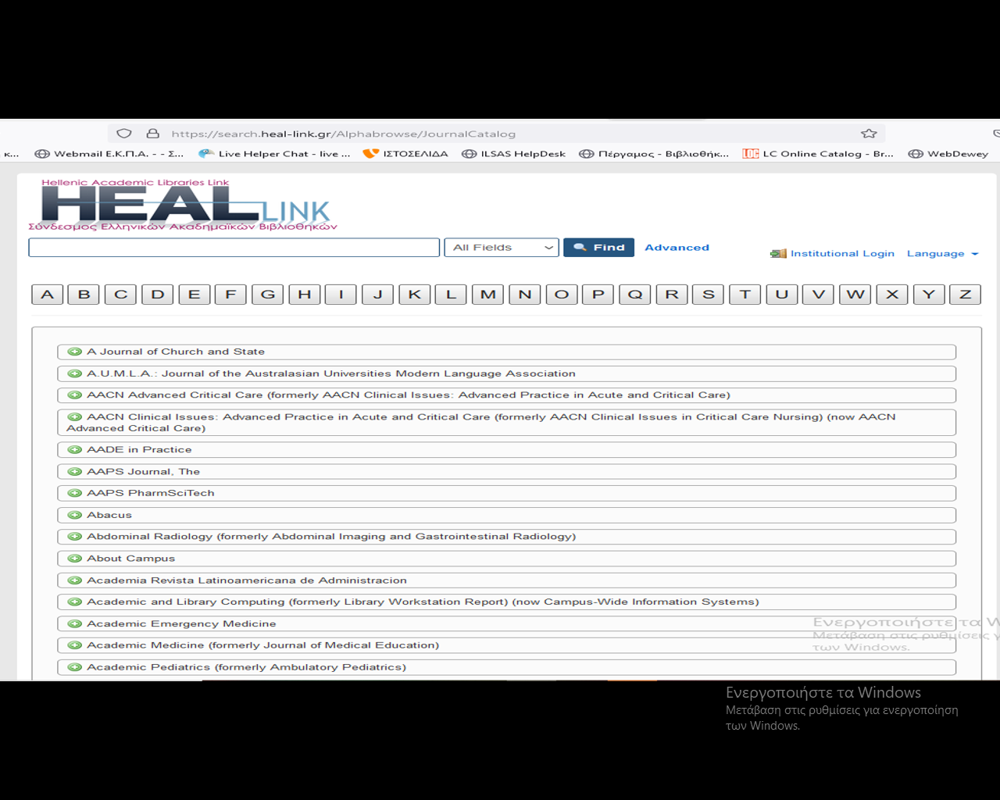 https://search.heal-link.gr/Alphabrowse/JournalCatalog
κ... Webmail Ε.Κ.Π.Α. - - Σ... Live Helper Chat - live ... ΙΣΤΟΣΕΛΙΔΑ ILSAS HelpDesk Πέργαμος - Βιβλιοθήκ... LC Online Catalog - Br... WebDewey
Hellenic Academic Libraries Link
HEAL LINK
Σύνδεσμος Ελληνικών Ακαδημαϊκών Βιβλιοθηκών
All Fields Find Advanced Institutional Login Language
A B C D E F G H I J K L M N O P Q R S T U V W X Y Z
A Journal of Church and State
A.U.M.L.A.: Journal of the Australasian Universities Modern Language Association
AACN Advanced Critical Care (formerly AACN Clinical Issues: Advanced Practice in Acute and Critical Care)
AACN Clinical Issues: Advanced Practice in Acute and Critical Care (formerly AACN Clinical Issues in Critical Care Nursing) (now AACN
Advanced Critical Care)
AADE in Practice
AAPS Journal, The
AAPS PharmSciTech
Abacus
Abdominal Radiology (formerly Abdominal Imaging and Gastrointestinal Radiology)
About Campus
Academia Revista Latinoamericana de Administracion
Academic and Library Computing (formerly Library Workstation Report) (now Campus-Wide Information Systems)
Academic Emergency Medicine
Academic Medicine (formerly Journal of Medical Education)
Academic Pediatrics (formerly Ambulatory Pediatrics)
Ενεργοποιήστε τα W
Μετάβαση στις ρυθμίσεις γ
των Windows.
Ενεργοποιήστε τα Windows
Μετάβαση στις ρυθμίσεις για ενεργοποίηση
των Windows.